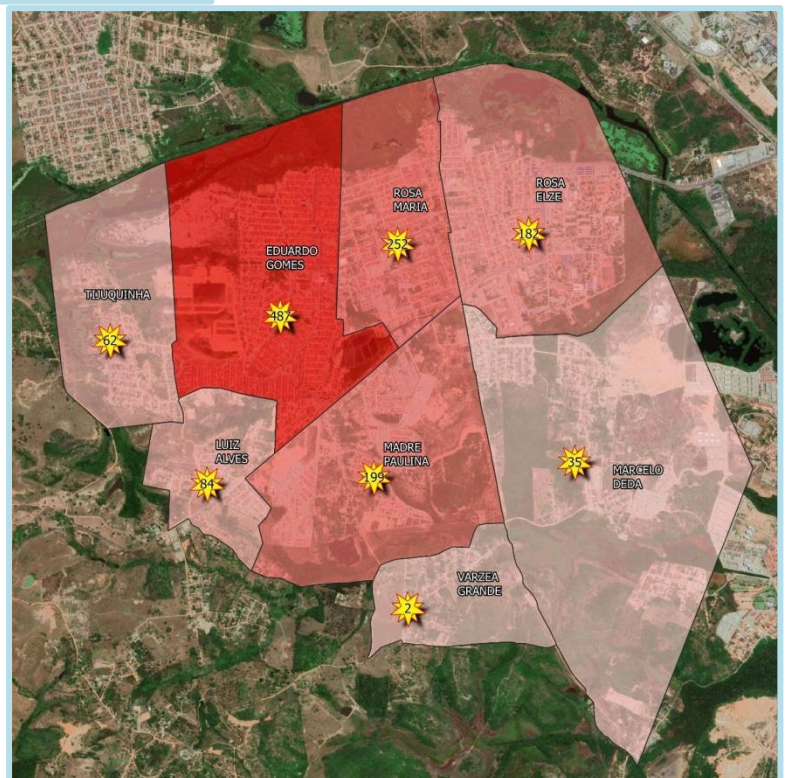 ROSA
MARIA
252
ROSA
ELZE
182
EDUARDO
GOMES
487
TIJUQUINHA
62
LUIZ
ALVES
84
MADRE
PAULINA
199
35
MARCELO
DEDA
VARZEA
GRANDE
2